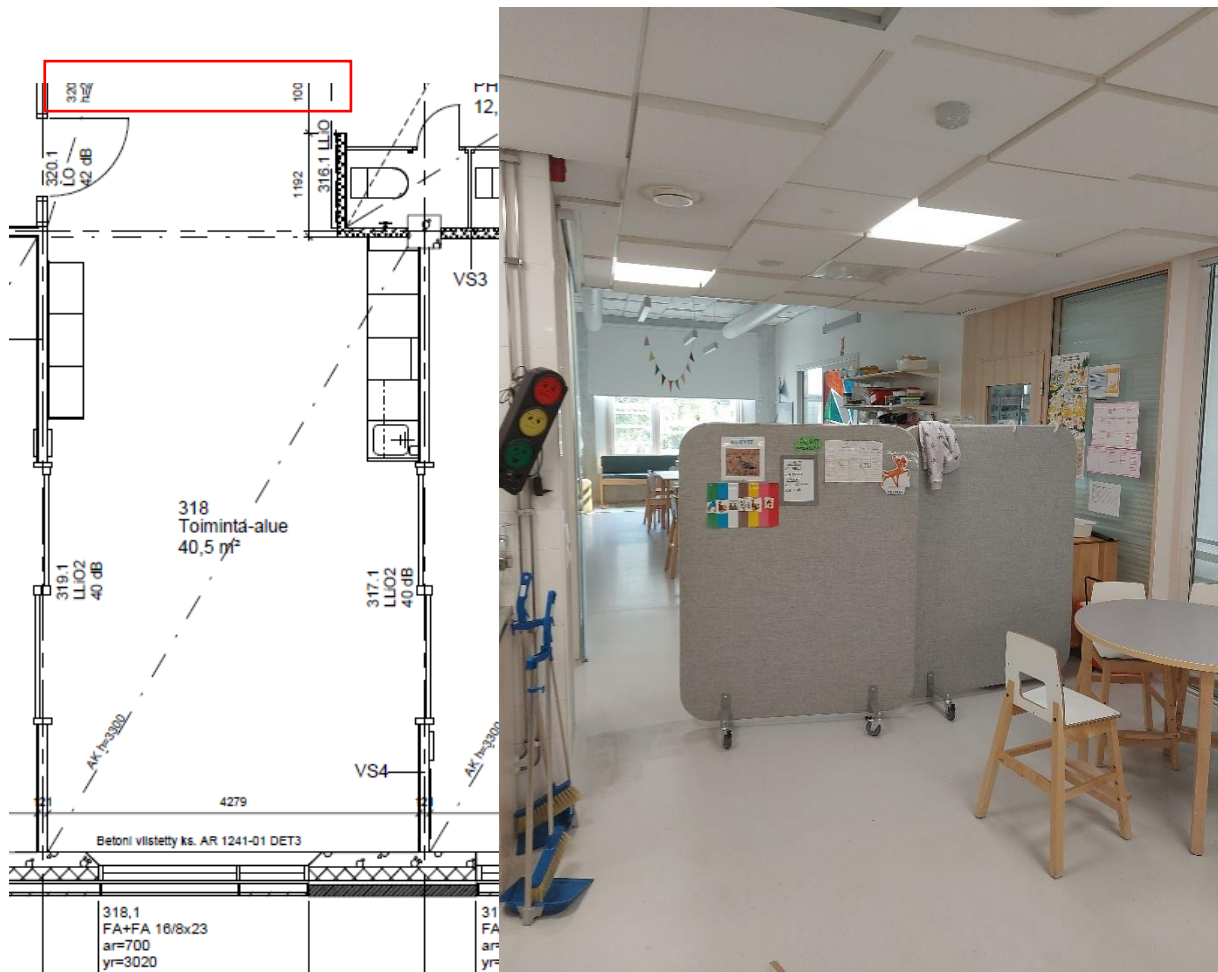 320
h=2
100
PH
12,
320.1
LO
42 dB
316.1 LLiO
1192
VS3
318
Toiminta-alue
40,5 m²
319.1
LLiO2
40 dB
317.1
LLiO2
40 dB
AK h=3300
AK h=3300
VS4
121
4279
121
Betoni viistetty ks. AR 1241-01 DET3
318,1
FA+FA 16/8x23
ar=700
yr=3020
31
FA
ar=
yr=